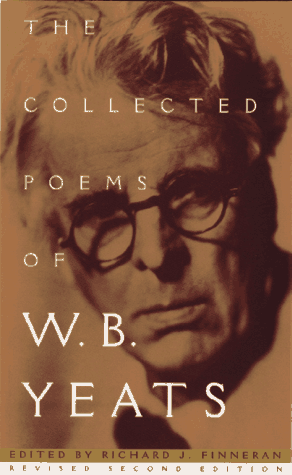 THE
COLLECTED
POEMS
OF
W. B.
YEATS
EDITED BY RICHARD J. FINNERAN
REVISED SECOND EDITION